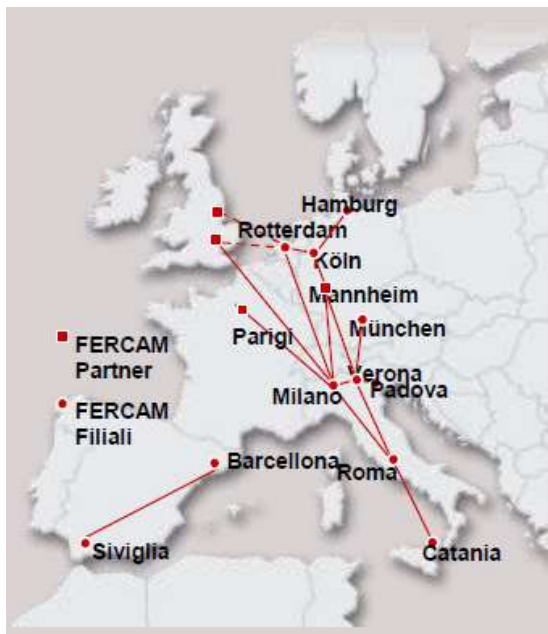 Hamburg
Rotterdam
Köln
Mannheim
München
Parigi
FERCAM
Partner
Verona
Padova
Milano
FERCAM
Filiali
Barcellona
Roma
Siviglia
Catania